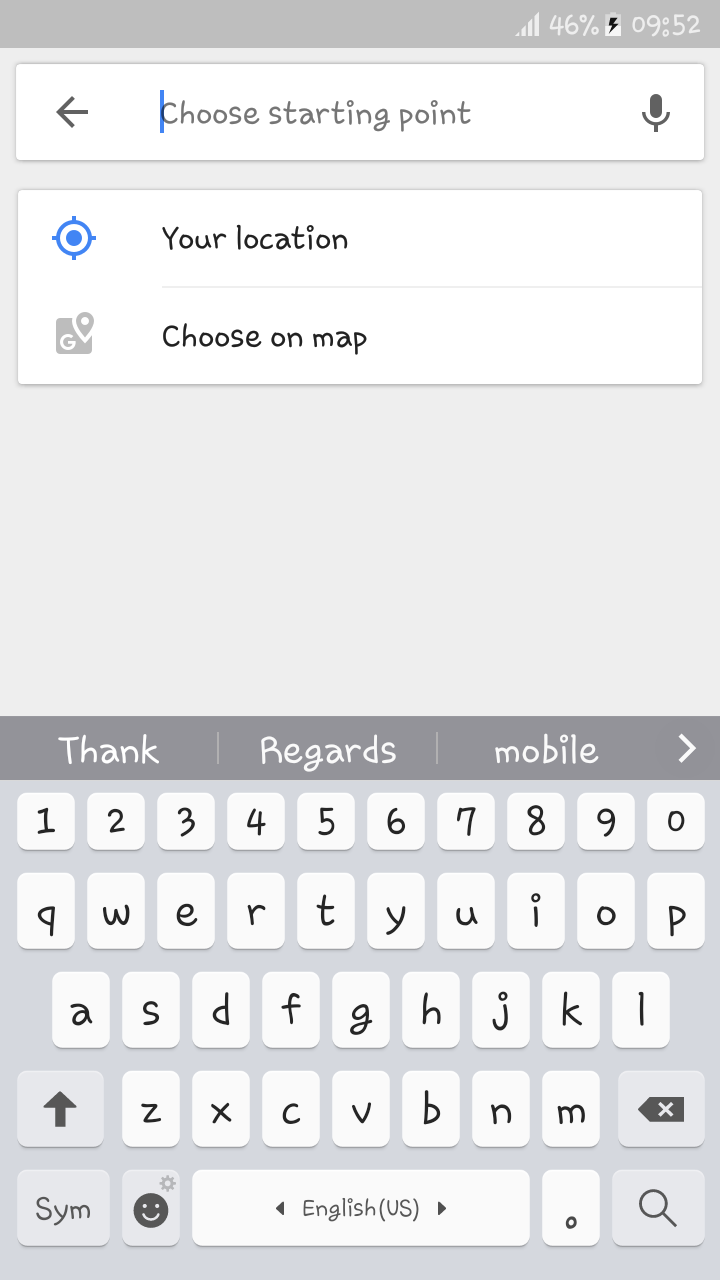 46% 09:52
Choose starting point
Your location
G
Choose on map
Thank Regards mobile
1 2 3 4 5 6 7 8 9 0
q w e r t y u i o p
a s d f g h j k l
z x c v b n m
Sym English(US) .